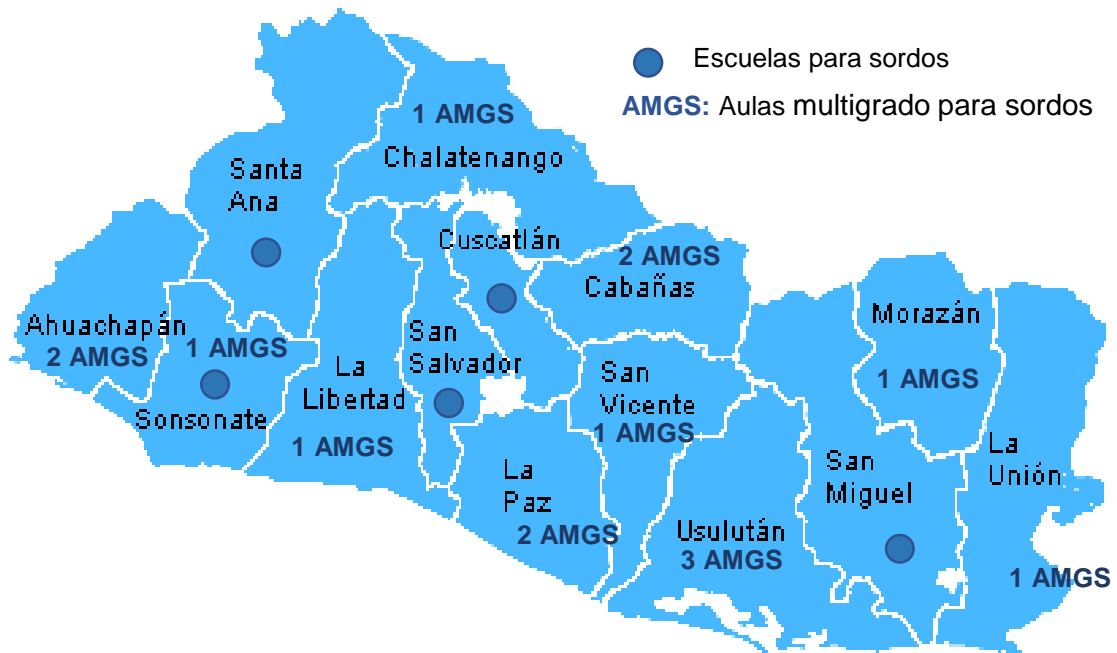 Escuelas para sordos
AMGS: Aulas multigrado para sordos
1 AMGS
Chalatenango
Santa
Ana
Cuscatlán
2 AMGS
Cabañas
Ahuachapán
2 AMGS
1 AMGS
Sonsonate
La
Libertad
1 AMGS
San
Salvador
San
Vicente
1 AMGS
Morazán
1 AMGS
La
Paz
2 AMGS
Usulután
3 AMGS
San
Miguel
La
Unión
1 AMGS